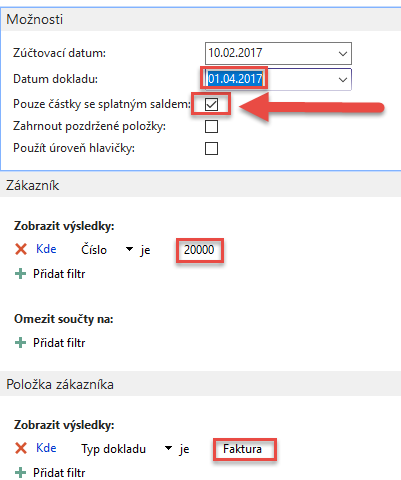 Možnosti
Zúčtovací datum: 10.02.2017
Datum dokladu: 01.04.2017
Pouze částky se splatným saldem:
Zahrnout pozdržené položky:
Použít úroveň hlavičky:
Zákazník
Zobrazit výsledky:
Kde Číslo je 20000
Přidat filtr
Omezit součty na:
Přidat filtr
Položka zákazníka
Zobrazit výsledky:
Kde Typ dokladu je Faktura
Přidat filtr